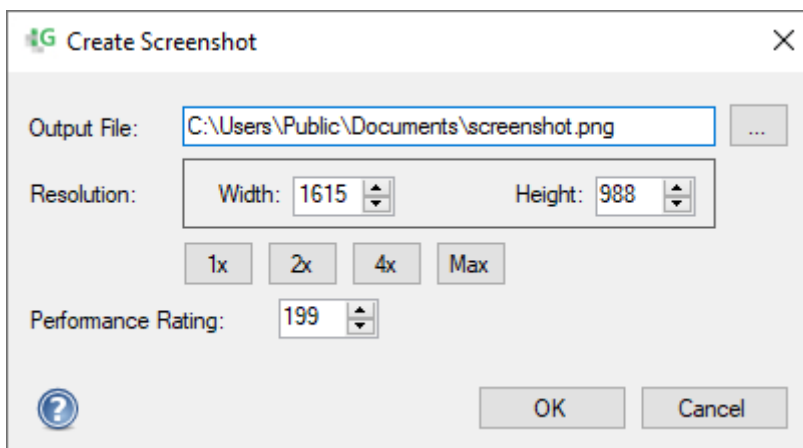 G Create Screenshot
Output File: C:\Users\Public\Documents\screenshot.png ...
Resolution: Width: 1615 Height: 988
1x 2x 4x Max
Performance Rating: 199
? OK Cancel